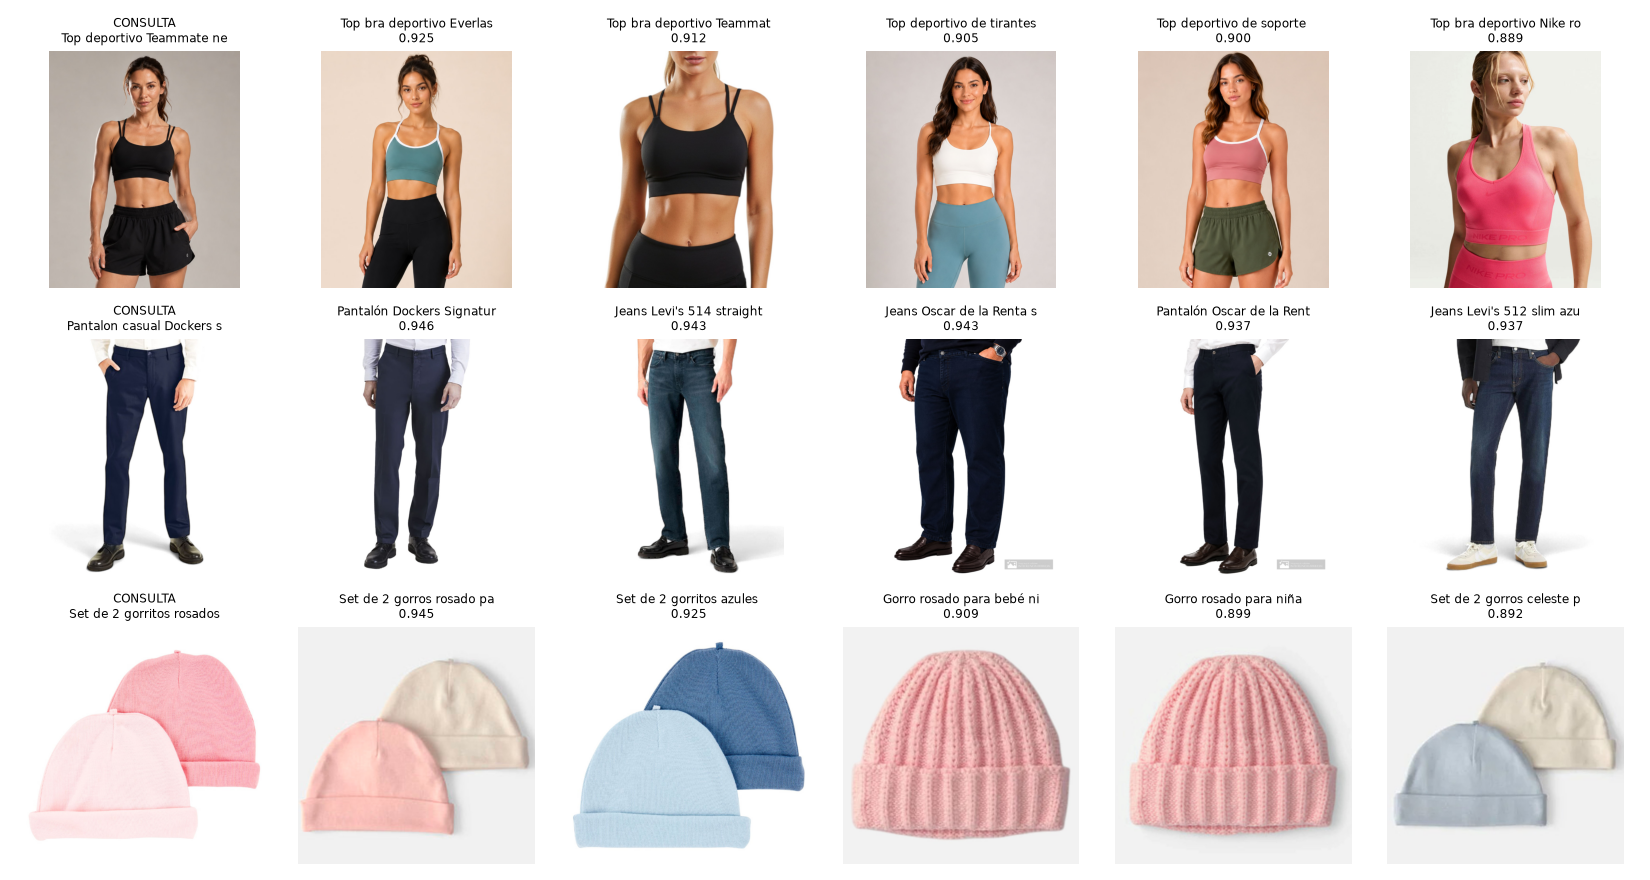 CONSULTA
Top deportivo Teammate ne
Top bra deportivo Everlas
0.925
Top bra deportivo Teammat
0.912
Top deportivo de tirantes
0.905
Top deportivo de soporte
0.900
Top bra deportivo Nike ro
0.889
CONSULTA
Pantalon casual Dockers s
Pantalón Dockers Signatur
0.946
Jeans Levi's 514 straight
0.943
Jeans Oscar de la Renta s
0.943
Pantalón Oscar de la Rent
0.937
Jeans Levi's 512 slim azu
0.937
CONSULTA
Set de 2 gorritos rosados
Set de 2 gorros rosado pa
0.945
Set de 2 gorritos azules
0.925
Gorro rosado para bebé ni
0.909
Gorro rosado para niña
0.899
Set de 2 gorros celeste p
0.892